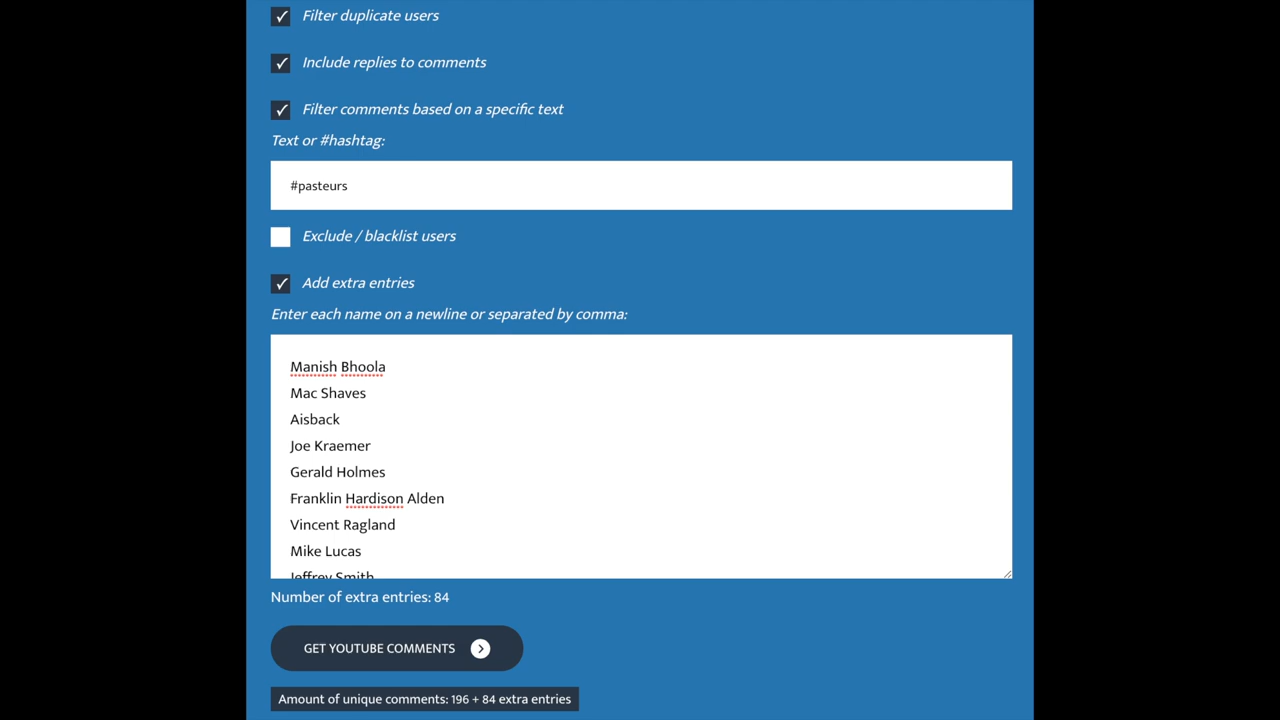 Filter duplicate users
Include replies to comments
Filter comments based on a specific text
Text or #hashtag:
#pasteurs
Exclude / blacklist users
Add extra entries
Enter each name on a newline or separated by comma:
Manish Bhoola
Mac Shaves
Aisback
Joe Kraemer
Gerald Holmes
Franklin Hardison Alden
Vincent Ragland
Mike Lucas
Jeffrey Smith
Number of extra entries: 84
GET YOUTUBE COMMENTS
Amount of unique comments: 196 + 84 extra entries